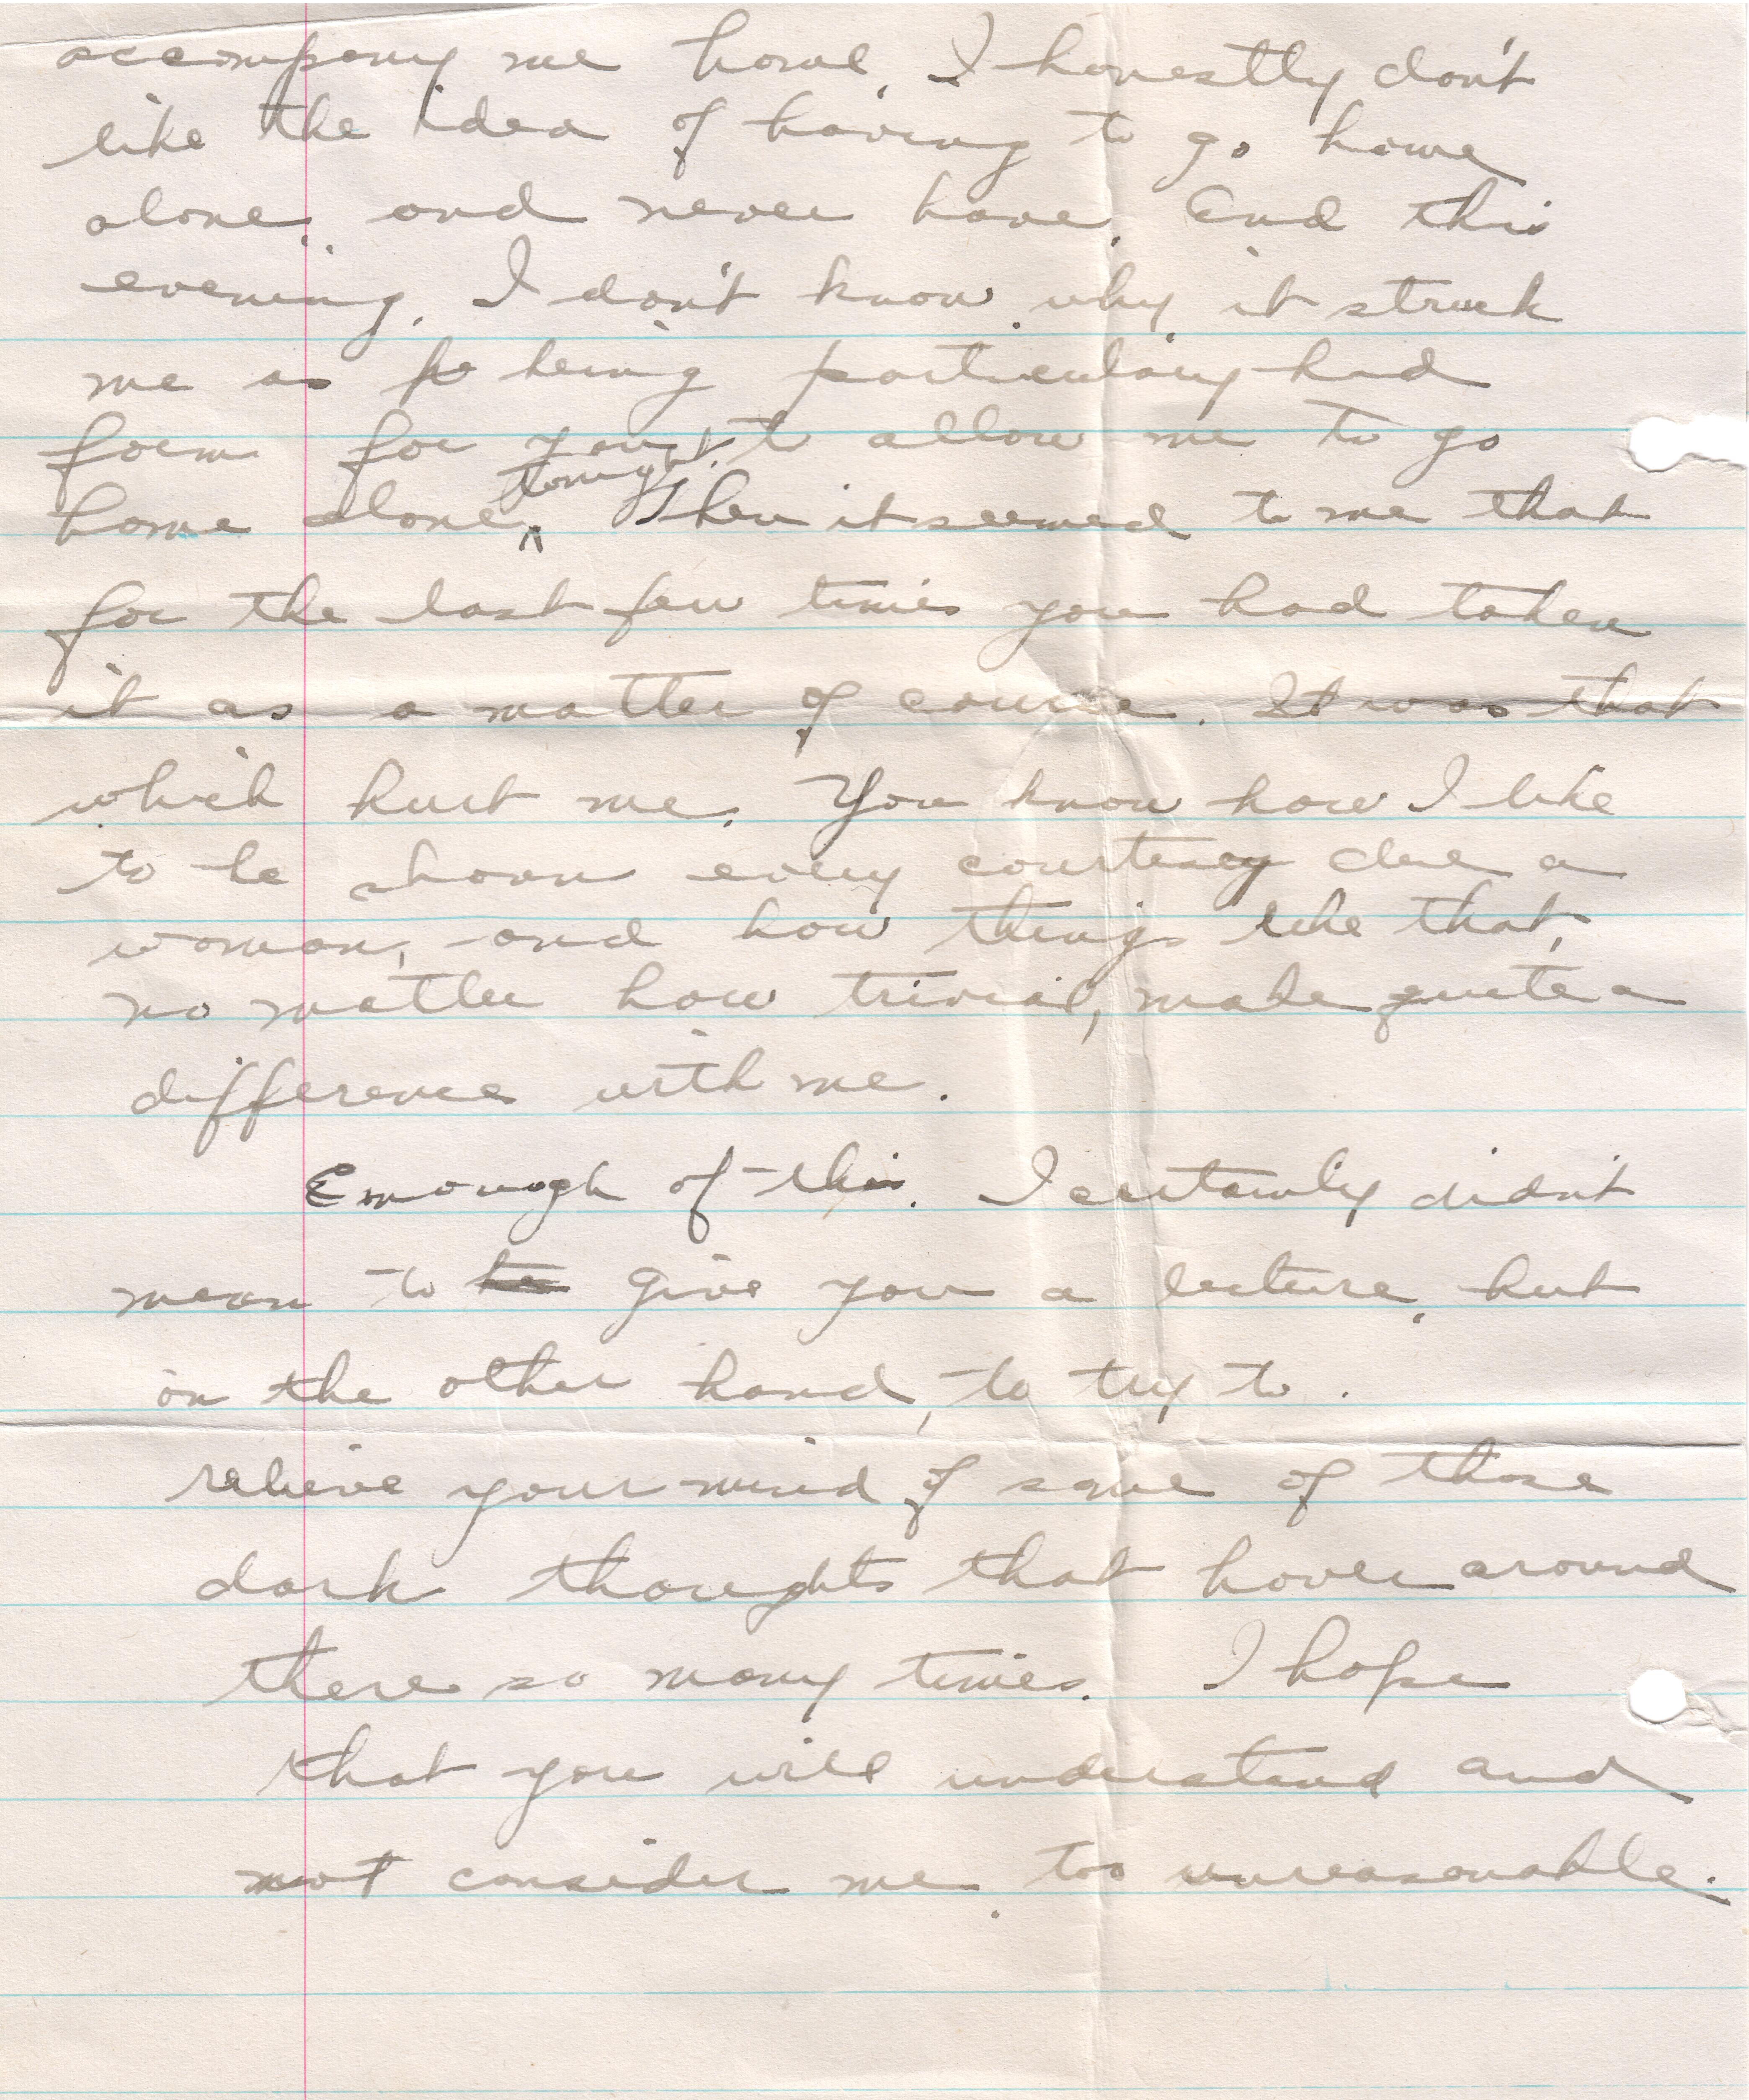 accompany me home. I honestly don't
like the idea of having to go home
alone, and never have. And this
evening, I don't know why, it struck
me as being particularly bad
form for you to allow me to go
home alone tonight. Then it seemed to me that
for the last few times you had taken
it as a matter of course. It was that
which hurt me. You know how I like
to be shown every courtesy due a
woman, and how things like that,
no matter how trivial, make quite a
difference with me.
Enough of this. I certainly didn't
mean to give you a lecture, but
on the other hand, to try to
relieve your mind of some of those
dark thoughts that hover around
there so many times. I hope
that you will understand and
not consider me too unreasonable.